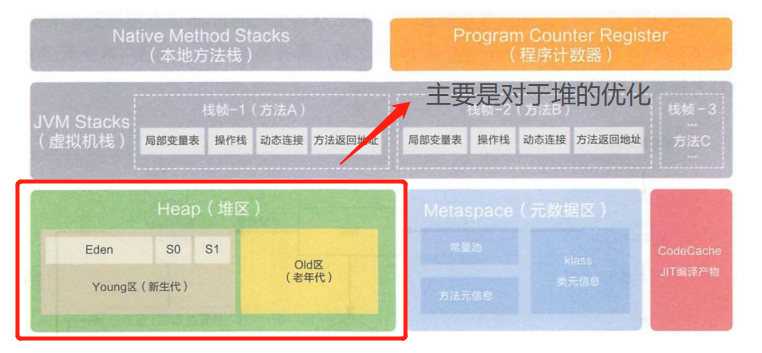 Native Method Stacks
（本地方法栈）
Program Counter Register
（程序计数器）
主要是对于堆的优化
JVM Stacks
（虚拟机栈）
栈帧-1（方法A）
局部变量表 操作栈 动态连接 方法返回地址
栈帧-2（方法B）
局部变量表 操作栈 动态连接 方法返回地址
栈帧-3
...
方法C
...
Heap（堆区）
Eden S0 S1
Young区（新生代）
Old区
（老年代）
Metaspace（元数据区）
常量池
方法元信息
klass
类元信息
CodeCache
JIT编译产物